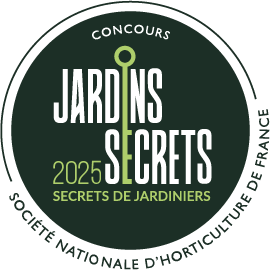 CONCOURS
JARDINS
2025 SECRETS
SECRETS DE JARDINIERS
SOCIÉTÉ NATIONALE D'HORTICULTURE DE FRANCE